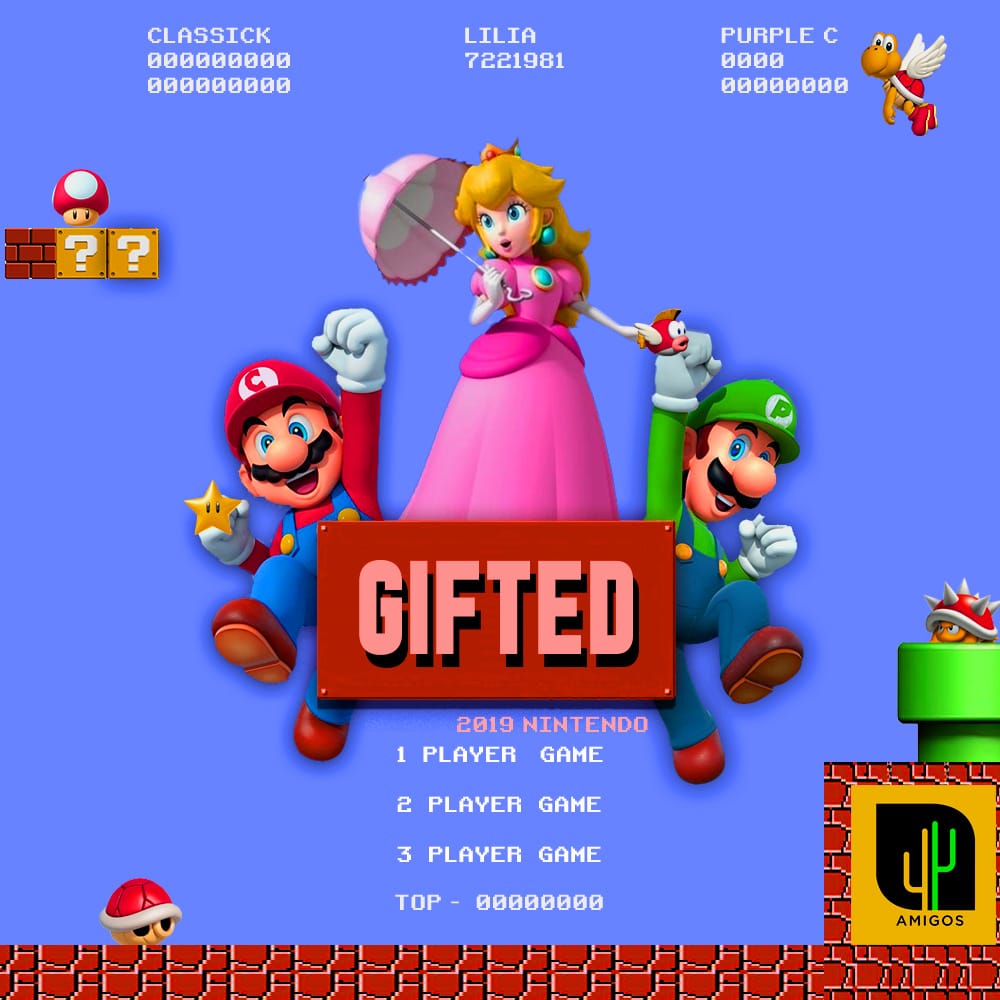 CLASSICK
000000000
000000000
LILIA
7221981
PURPLE C
0000
00000000
? ?
C
P
GIFTED
2019 NINTENDO
1 PLAYER GAME
2 PLAYER GAME
3 PLAYER GAME
TOP - 00000000
AMIGOS